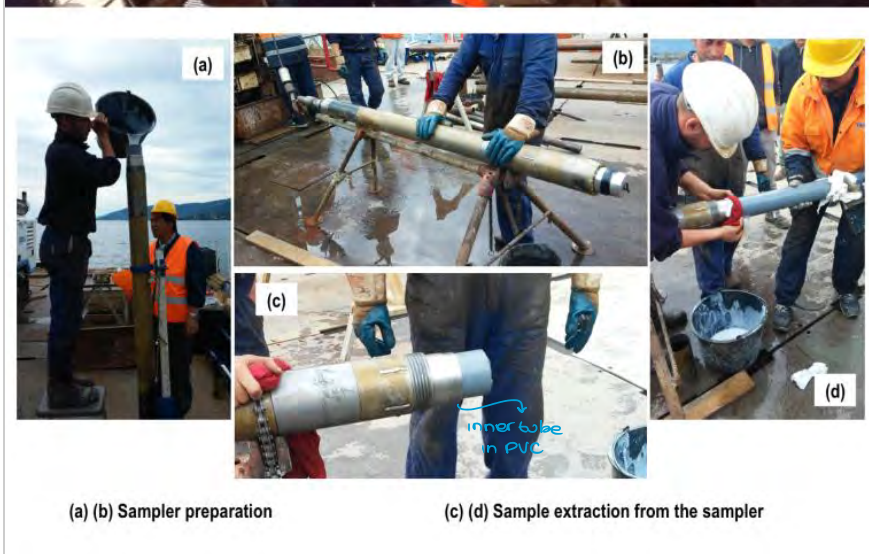 (a)
(b)
(c)
inner tube
in PVC
(d)
(a) (b) Sampler preparation
(c) (d) Sample extraction from the sampler